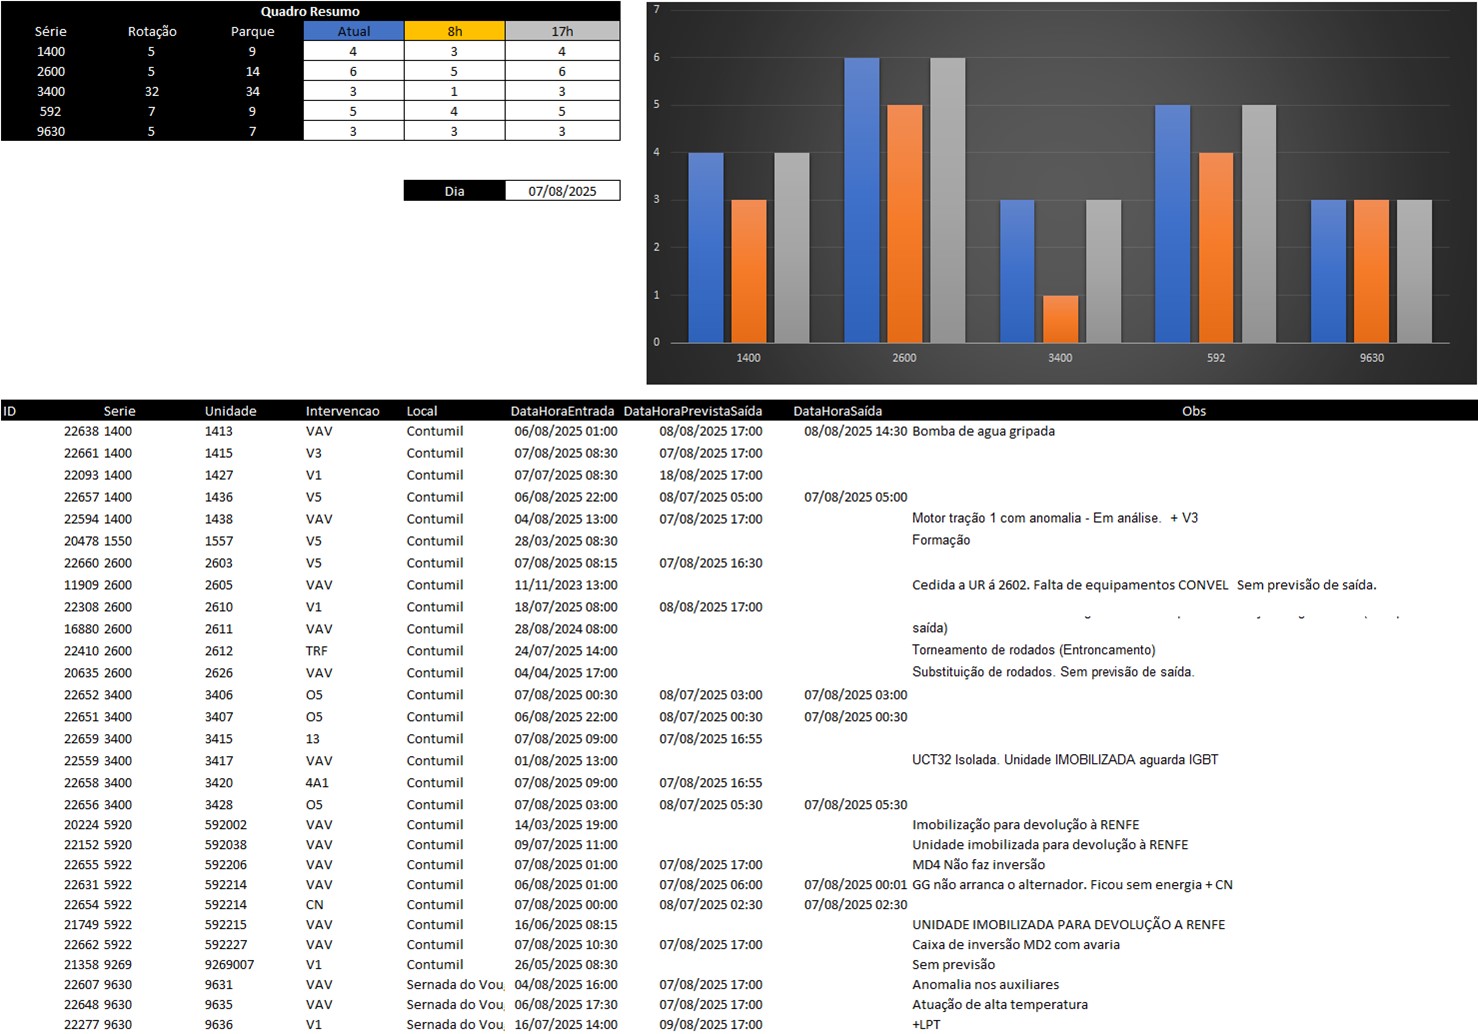 Quadro Resumo
Série Rotação Parque Atual 8h 17h
1400 5 9 4 3 4
2600 5 14 6 5 6
3400 32 34 3 1 3
592 7 9 5 4 5
9630 5 7 3 3 3
Dia 07/08/2025
7
6
5
4
3
2
1
0
1400 2600 3400 592 9630
ID Serie Unidade Intervencao Local DataHoraEntrada DataHoraPrevistaSaída DataHoraSaída Obs
22638 1400 1413 VAV Contumil 06/08/2025 01:00 08/08/2025 17:00 08/08/2025 14:30 Bomba de agua gripada
22661 1400 1415 V3 Contumil 07/08/2025 08:30 07/08/2025 17:00
22093 1400 1427 V1 Contumil 07/07/2025 08:30 18/08/2025 17:00
22657 1400 1436 V5 Contumil 06/08/2025 22:00 08/07/2025 05:00 07/08/2025 05:00
22594 1400 1438 VAV Contumil 04/08/2025 13:00 07/08/2025 17:00 Motor tração 1 com anomalia - Em análise. + V3
20478 1550 1557 V5 Contumil 28/03/2025 08:30 Formação
22660 2600 2603 V5 Contumil 07/08/2025 08:15 07/08/2025 16:30
11909 2600 2605 VAV Contumil 11/11/2023 13:00 Cedida a UR á 2602. Falta de equipamentos CONVEL Sem previsão de saída.
22308 2600 2610 V1 Contumil 18/07/2025 08:00 08/08/2025 17:00
16880 2600 2611 VAV Contumil 28/08/2024 08:00 saída)
22410 2600 2612 TRF Contumil 24/07/2025 14:00 Torneamento de rodados (Entroncamento)
20635 2600 2626 VAV Contumil 04/04/2025 17:00 Substituição de rodados. Sem previsão de saída.
22652 3400 3406 O5 Contumil 07/08/2025 00:30 08/07/2025 03:00 07/08/2025 03:00
22651 3400 3407 O5 Contumil 06/08/2025 22:00 08/07/2025 00:30 07/08/2025 00:30
22659 3400 3415 13 Contumil 07/08/2025 09:00 07/08/2025 16:55
22559 3400 3417 VAV Contumil 01/08/2025 13:00 UCT32 Isolada. Unidade IMOBILIZADA aguarda IGBT
22658 3400 3420 4A1 Contumil 07/08/2025 09:00 07/08/2025 16:55
22656 3400 3428 O5 Contumil 07/08/2025 03:00 08/07/2025 05:30 07/08/2025 05:30
20224 5920 592002 VAV Contumil 14/03/2025 19:00 Imobilização para devolução à RENFE
22152 5920 592038 VAV Contumil 09/07/2025 11:00 Unidade imobilizada para devolução à RENFE
22655 5922 592206 VAV Contumil 07/08/2025 01:00 07/08/2025 17:00 MD4 Não faz inversão
22631 5922 592214 VAV Contumil 06/08/2025 01:00 07/08/2025 06:00 07/08/2025 00:01 GG não arranca o alternador. Ficou sem energia + CN
22654 5922 592214 CN Contumil 07/08/2025 00:00 08/07/2025 02:30 07/08/2025 02:30
21749 5922 592215 VAV Contumil 16/06/2025 08:15 UNIDADE IMOBILIZADA PARA DEVOLUÇÃO A RENFE
22662 5922 592227 VAV Contumil 07/08/2025 10:30 07/08/2025 17:00 Caixa de inversão MD2 com avaria
21358 9269 9269007 V1 Contumil 26/05/2025 08:30 Sem previsão
22607 9630 9631 VAV Sernada do Vou 04/08/2025 16:00 07/08/2025 17:00 Anomalia nos auxiliares
22648 9630 9635 VAV Sernada do Vou 06/08/2025 17:30 07/08/2025 17:00 Atuação de alta temperatura
22277 9630 9636 V1 Sernada do Vou 16/07/2025 14:00 09/08/2025 17:00 +LPT